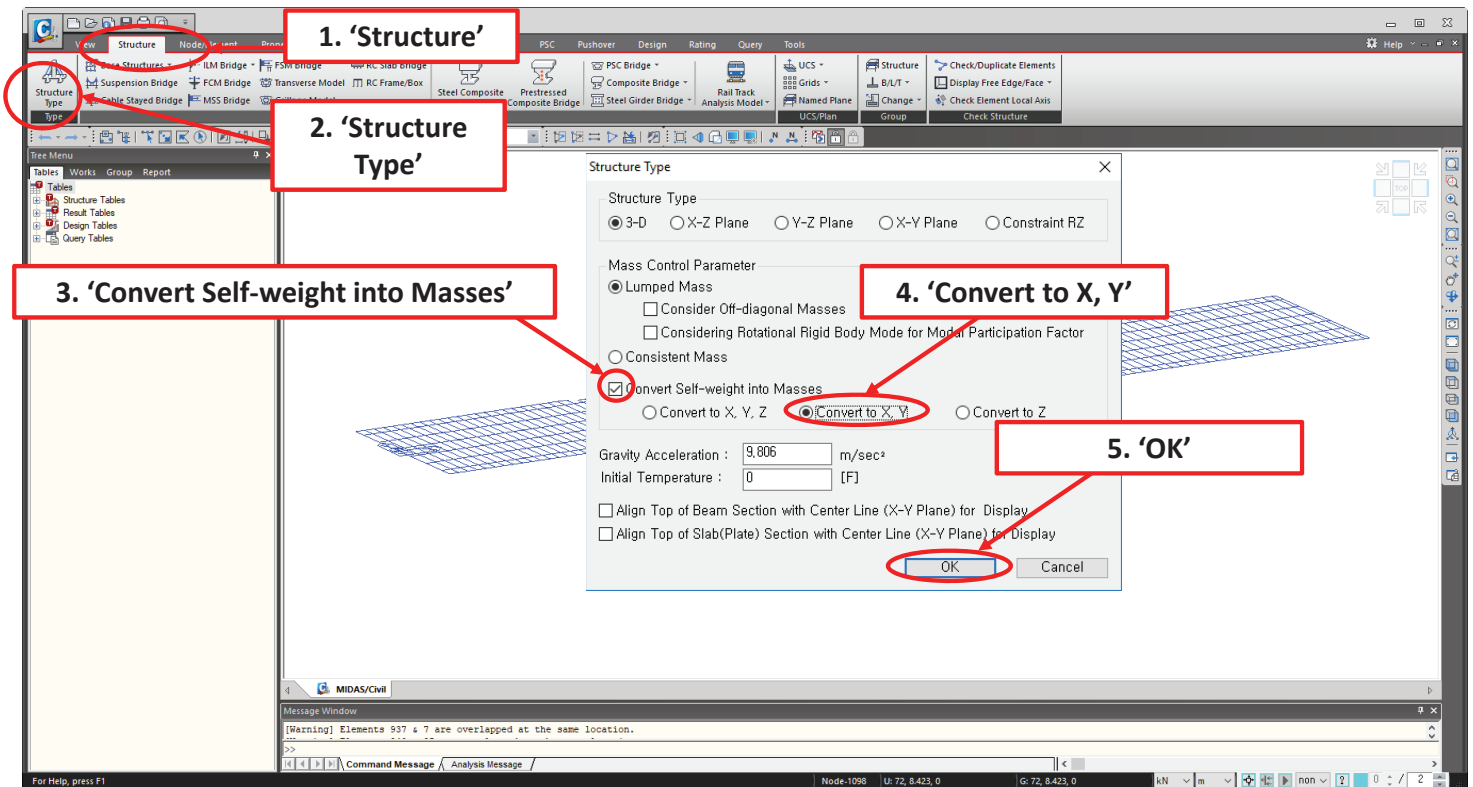 1. ‘Structure’
View Structure PSC Pushover Design Rating Query Tools Help
ILM Bridge FSM Bridge RC Slab Bridge PSC Bridge UCS Structure Check/Duplicate Elements
Suspension Bridge FCM Bridge Transverse Model RC Frame/Box Composite Bridge Grids B/L/T Display Free Edge/Face
Structure Type Cable Stayed Bridge MSS Bridge Steel Composite Prestressed Composite Bridge Steel Girder Bridge Rail Track Analysis Model Named Plane Change Check Element Local Axis
Type UCS/Plan Group Check Structure
2. ‘Structure
Type’
Tree Menu
Tables Works Group Report
Tables
Structure Tables
Result Tables
Design Tables
Query Tables
TOP
Structure Type
Structure Type
3-D X-Z Plane Y-Z Plane X-Y Plane Constraint RZ
Mass Control Parameter
Lumped Mass
3. ‘Convert Self-weight into Masses’
4. ‘Convert to X, Y’
Consider Off-diagonal Masses
Considering Rotational Rigid Body Mode for Modal Participation Factor
Consistent Mass
Convert Self-weight into Masses
Convert to X, Y, Z Convert to X, Y Convert to Z
5. ‘OK’
Gravity Acceleration : 9,806 m/sec²
Initial Temperature : 0 [F]
Align Top of Beam Section with Center Line (X-Y Plane) for Display
Align Top of Slab(Plate) Section with Center Line (X-Y Plane) for Display
OK Cancel
MIDAS/Civil
Message Window
[Warning] Elements 937 & 7 are overlapped at the same location.
>>
Command Message Analysis Message
For Help, press F1 Node-1098 U: 72, 8.423, 0 G: 72, 8.423, 0 kN m non 0 / 2